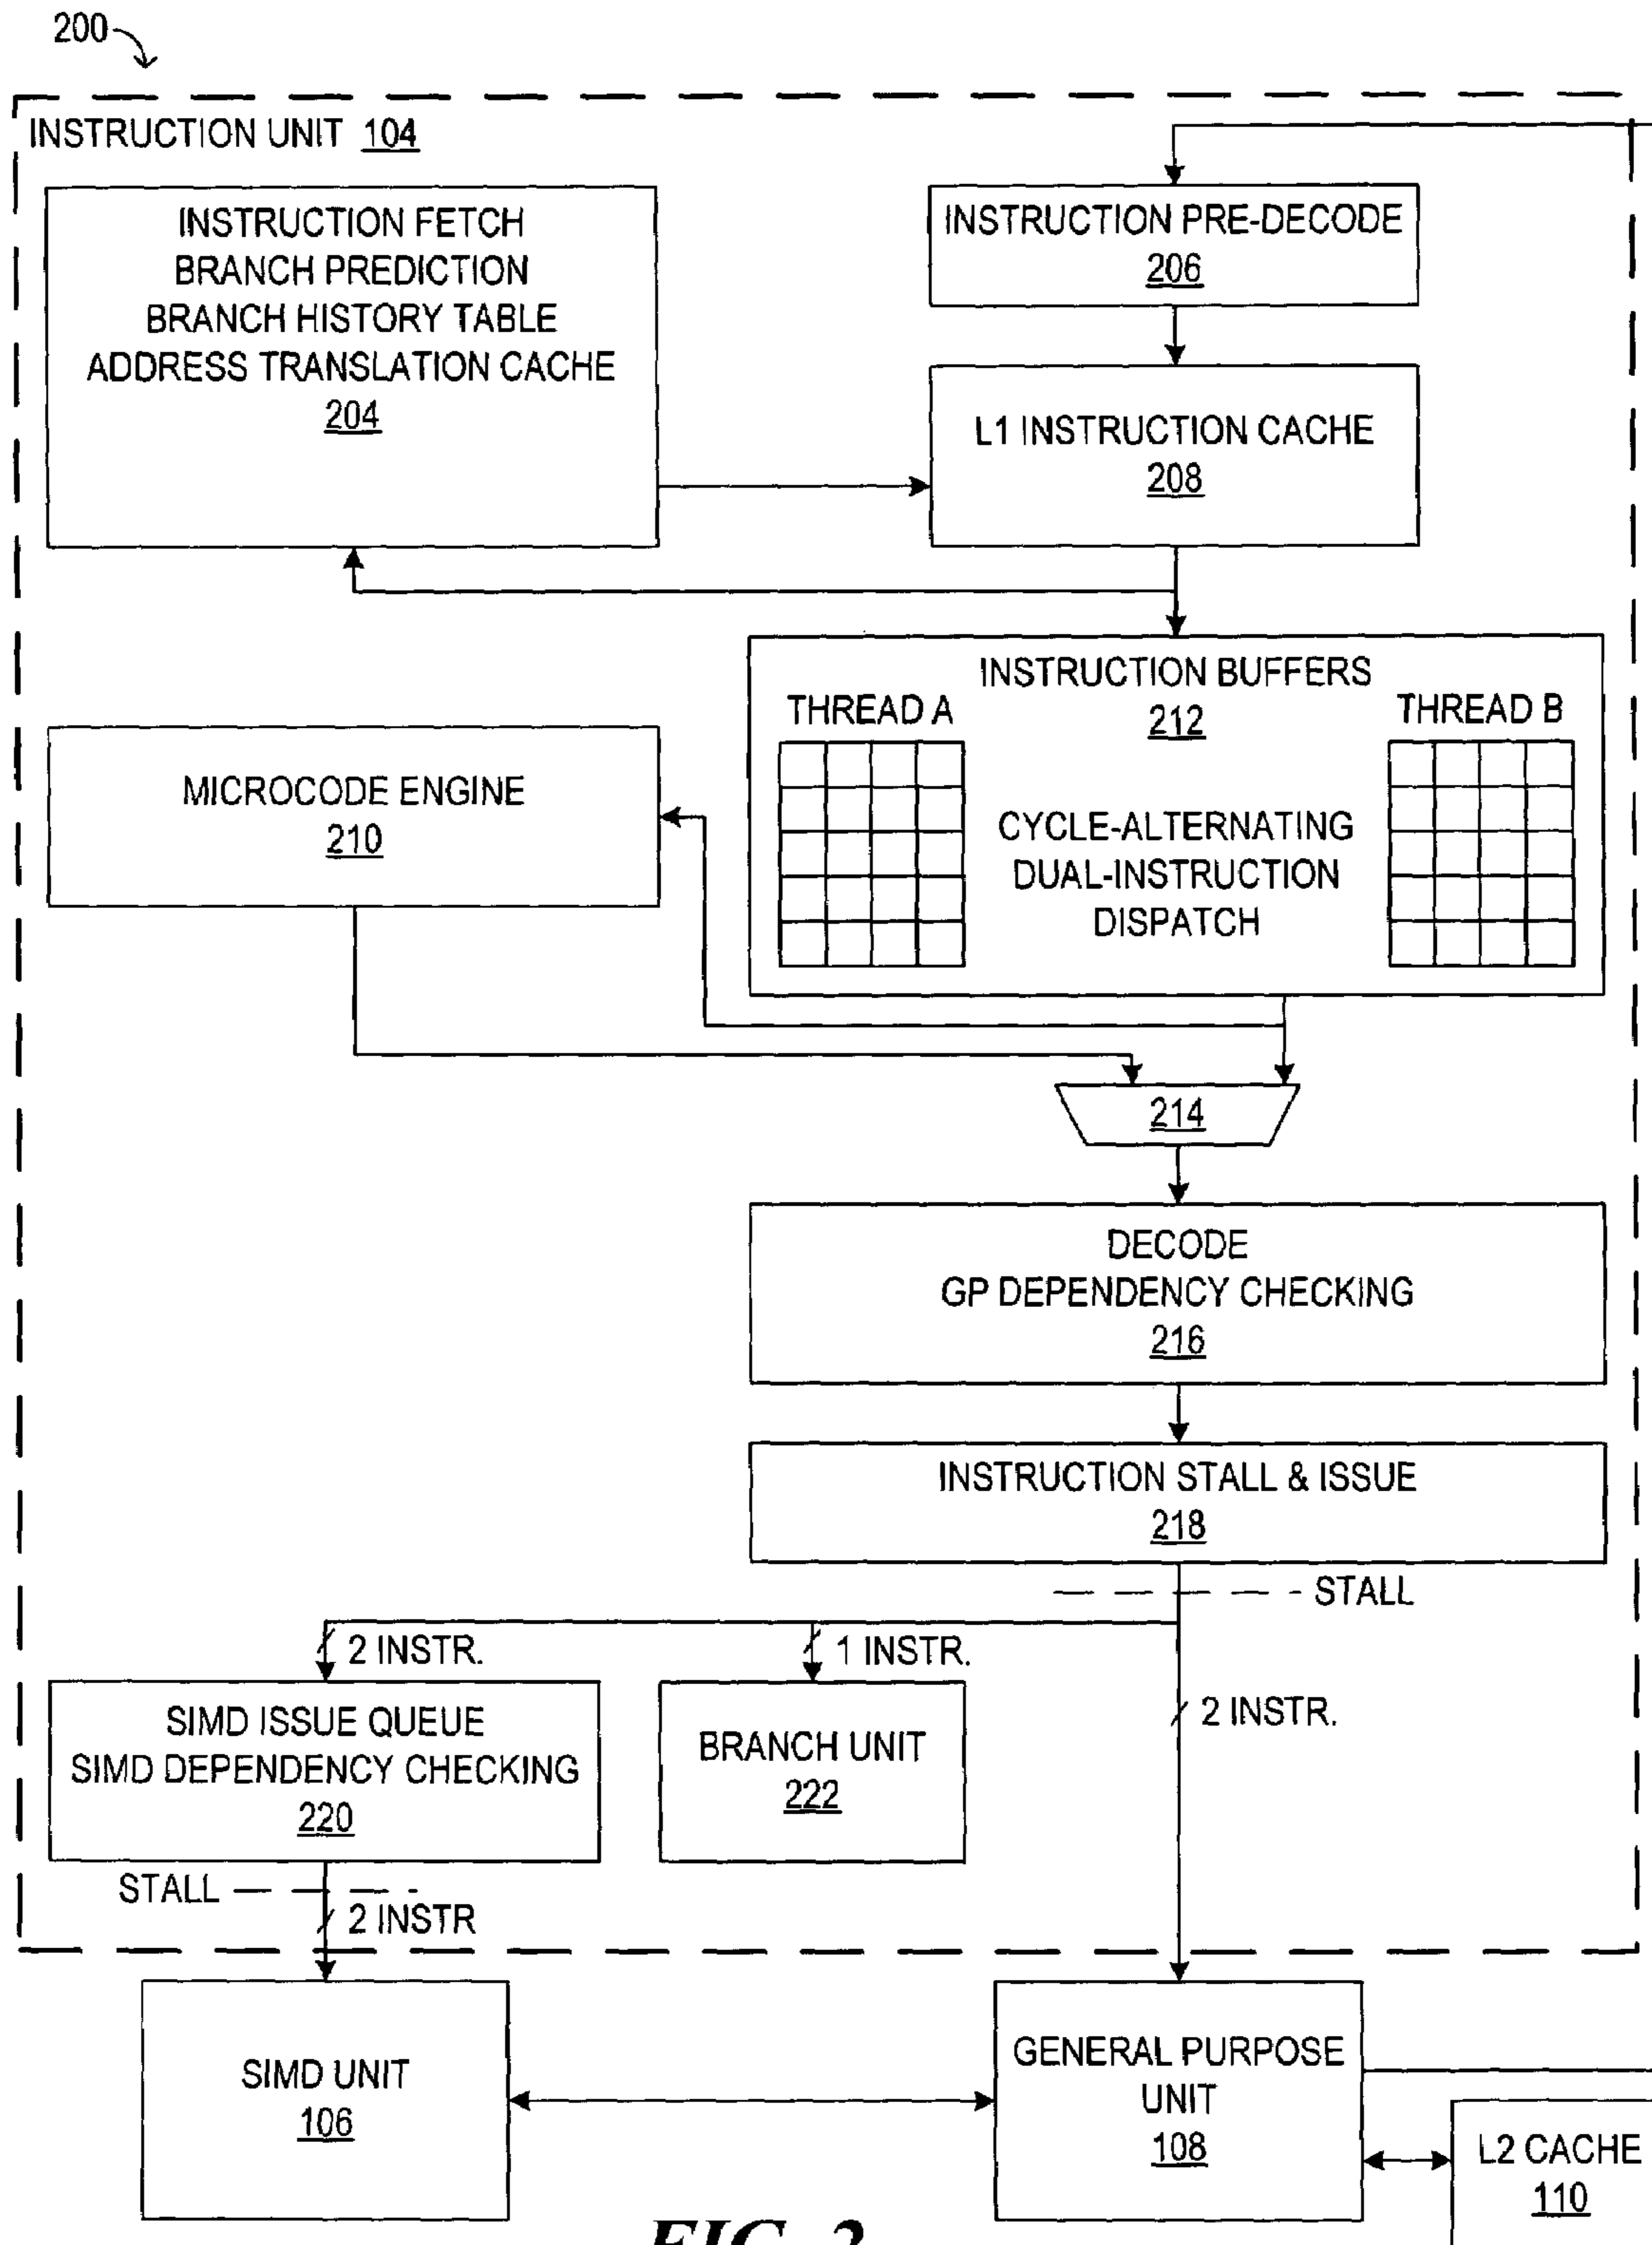 200
INSTRUCTION UNIT 104
INSTRUCTION FETCH
BRANCH PREDICTION
BRANCH HISTORY TABLE
ADDRESS TRANSLATION CACHE
204
INSTRUCTION PRE-DECODE
206
L1 INSTRUCTION CACHE
208
INSTRUCTION BUFFERS
212
THREAD A
THREAD B
CYCLE-ALTERNATING
DUAL-INSTRUCTION
DISPATCH
MICROCODE ENGINE
210
214
DECODE
GP DEPENDENCY CHECKING
216
INSTRUCTION STALL & ISSUE
218
STALL
2 INSTR.
1 INSTR.
2 INSTR.
SIMD ISSUE QUEUE
SIMD DEPENDENCY CHECKING
220
BRANCH UNIT
222
STALL
2 INSTR
SIMD UNIT
106
GENERAL PURPOSE
UNIT
108
L2 CACHE
110
FIG. 2